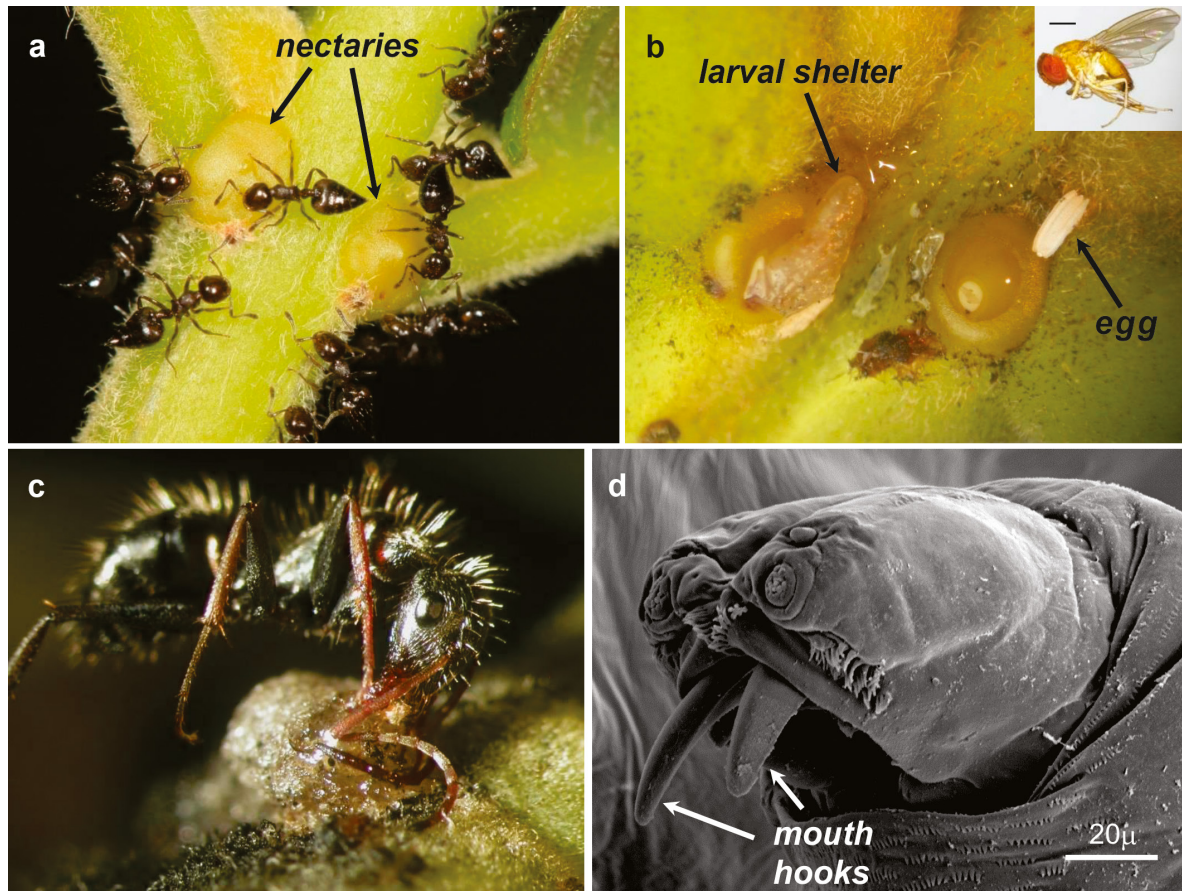 a
nectaries
b
larval shelter
egg
c
d
mouth
hooks
20μ